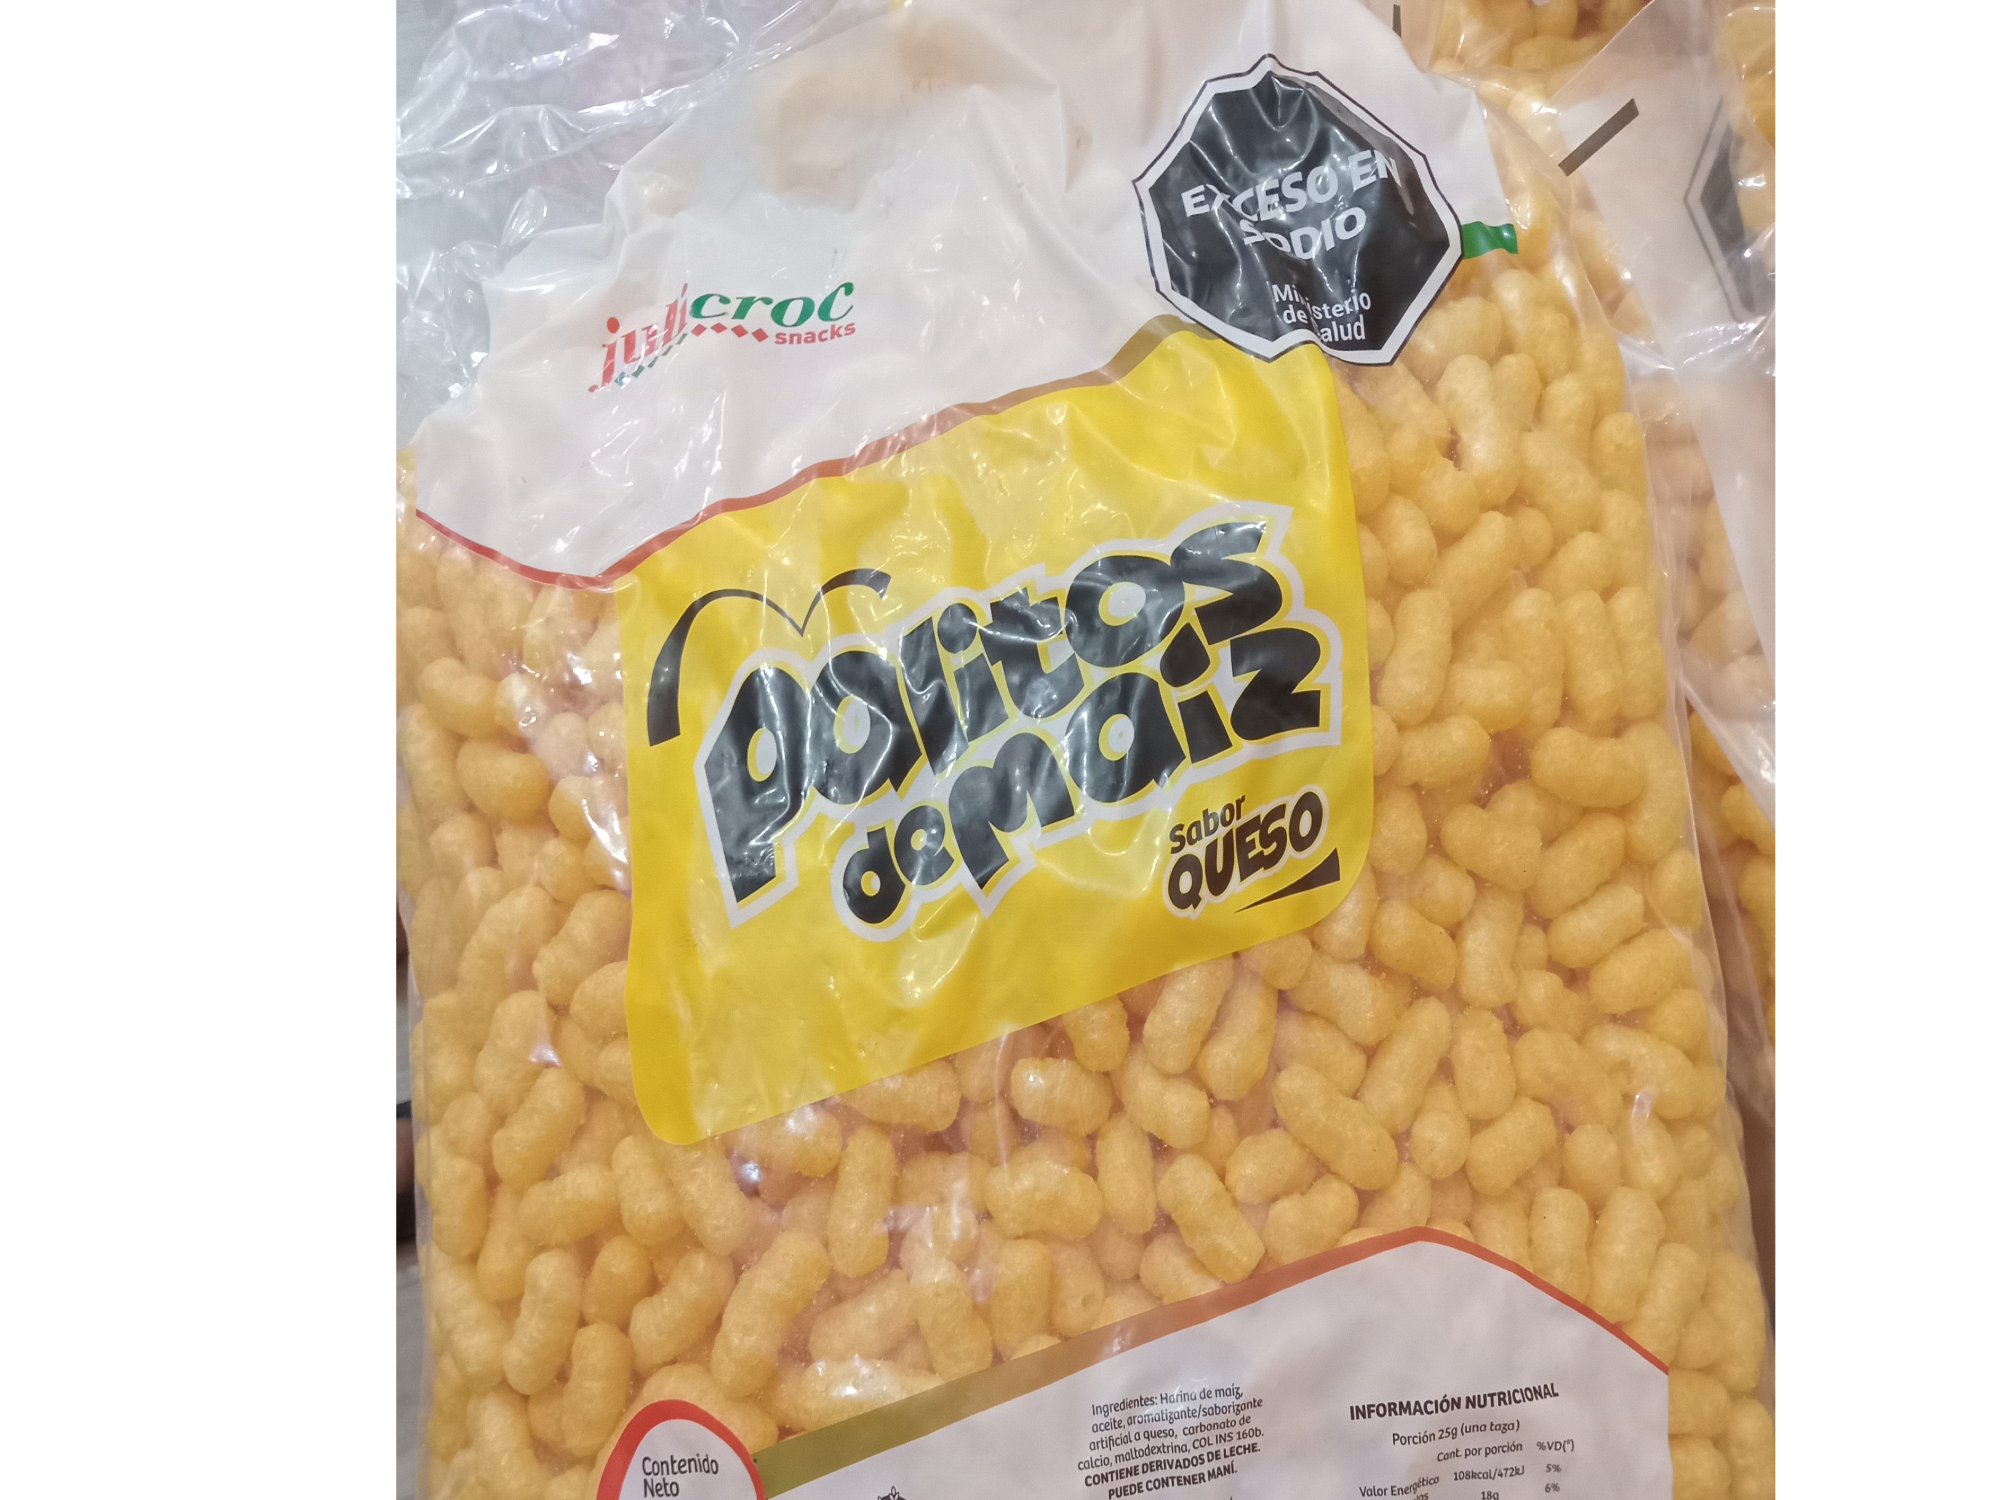 EXCESO EN
SODIO
Ministerio
de Salud
julicroc
snacks
palitos
de maiz
Sabor
QUESO
Ingredientes: Harina de maíz,
aceite, aromatizante/saborizante
artificial a queso, carbonato de
calcio, maltodextrina, COL INS 160b.
CONTIENE DERIVADOS DE LECHE.
PUEDE CONTENER MANÍ.
INFORMACIÓN NUTRICIONAL
Porción 25g (una taza)
Cant. por porción %VD(*)
Valor Energético 108kcal/472kJ 5%
18g 6%
Contenido
Neto